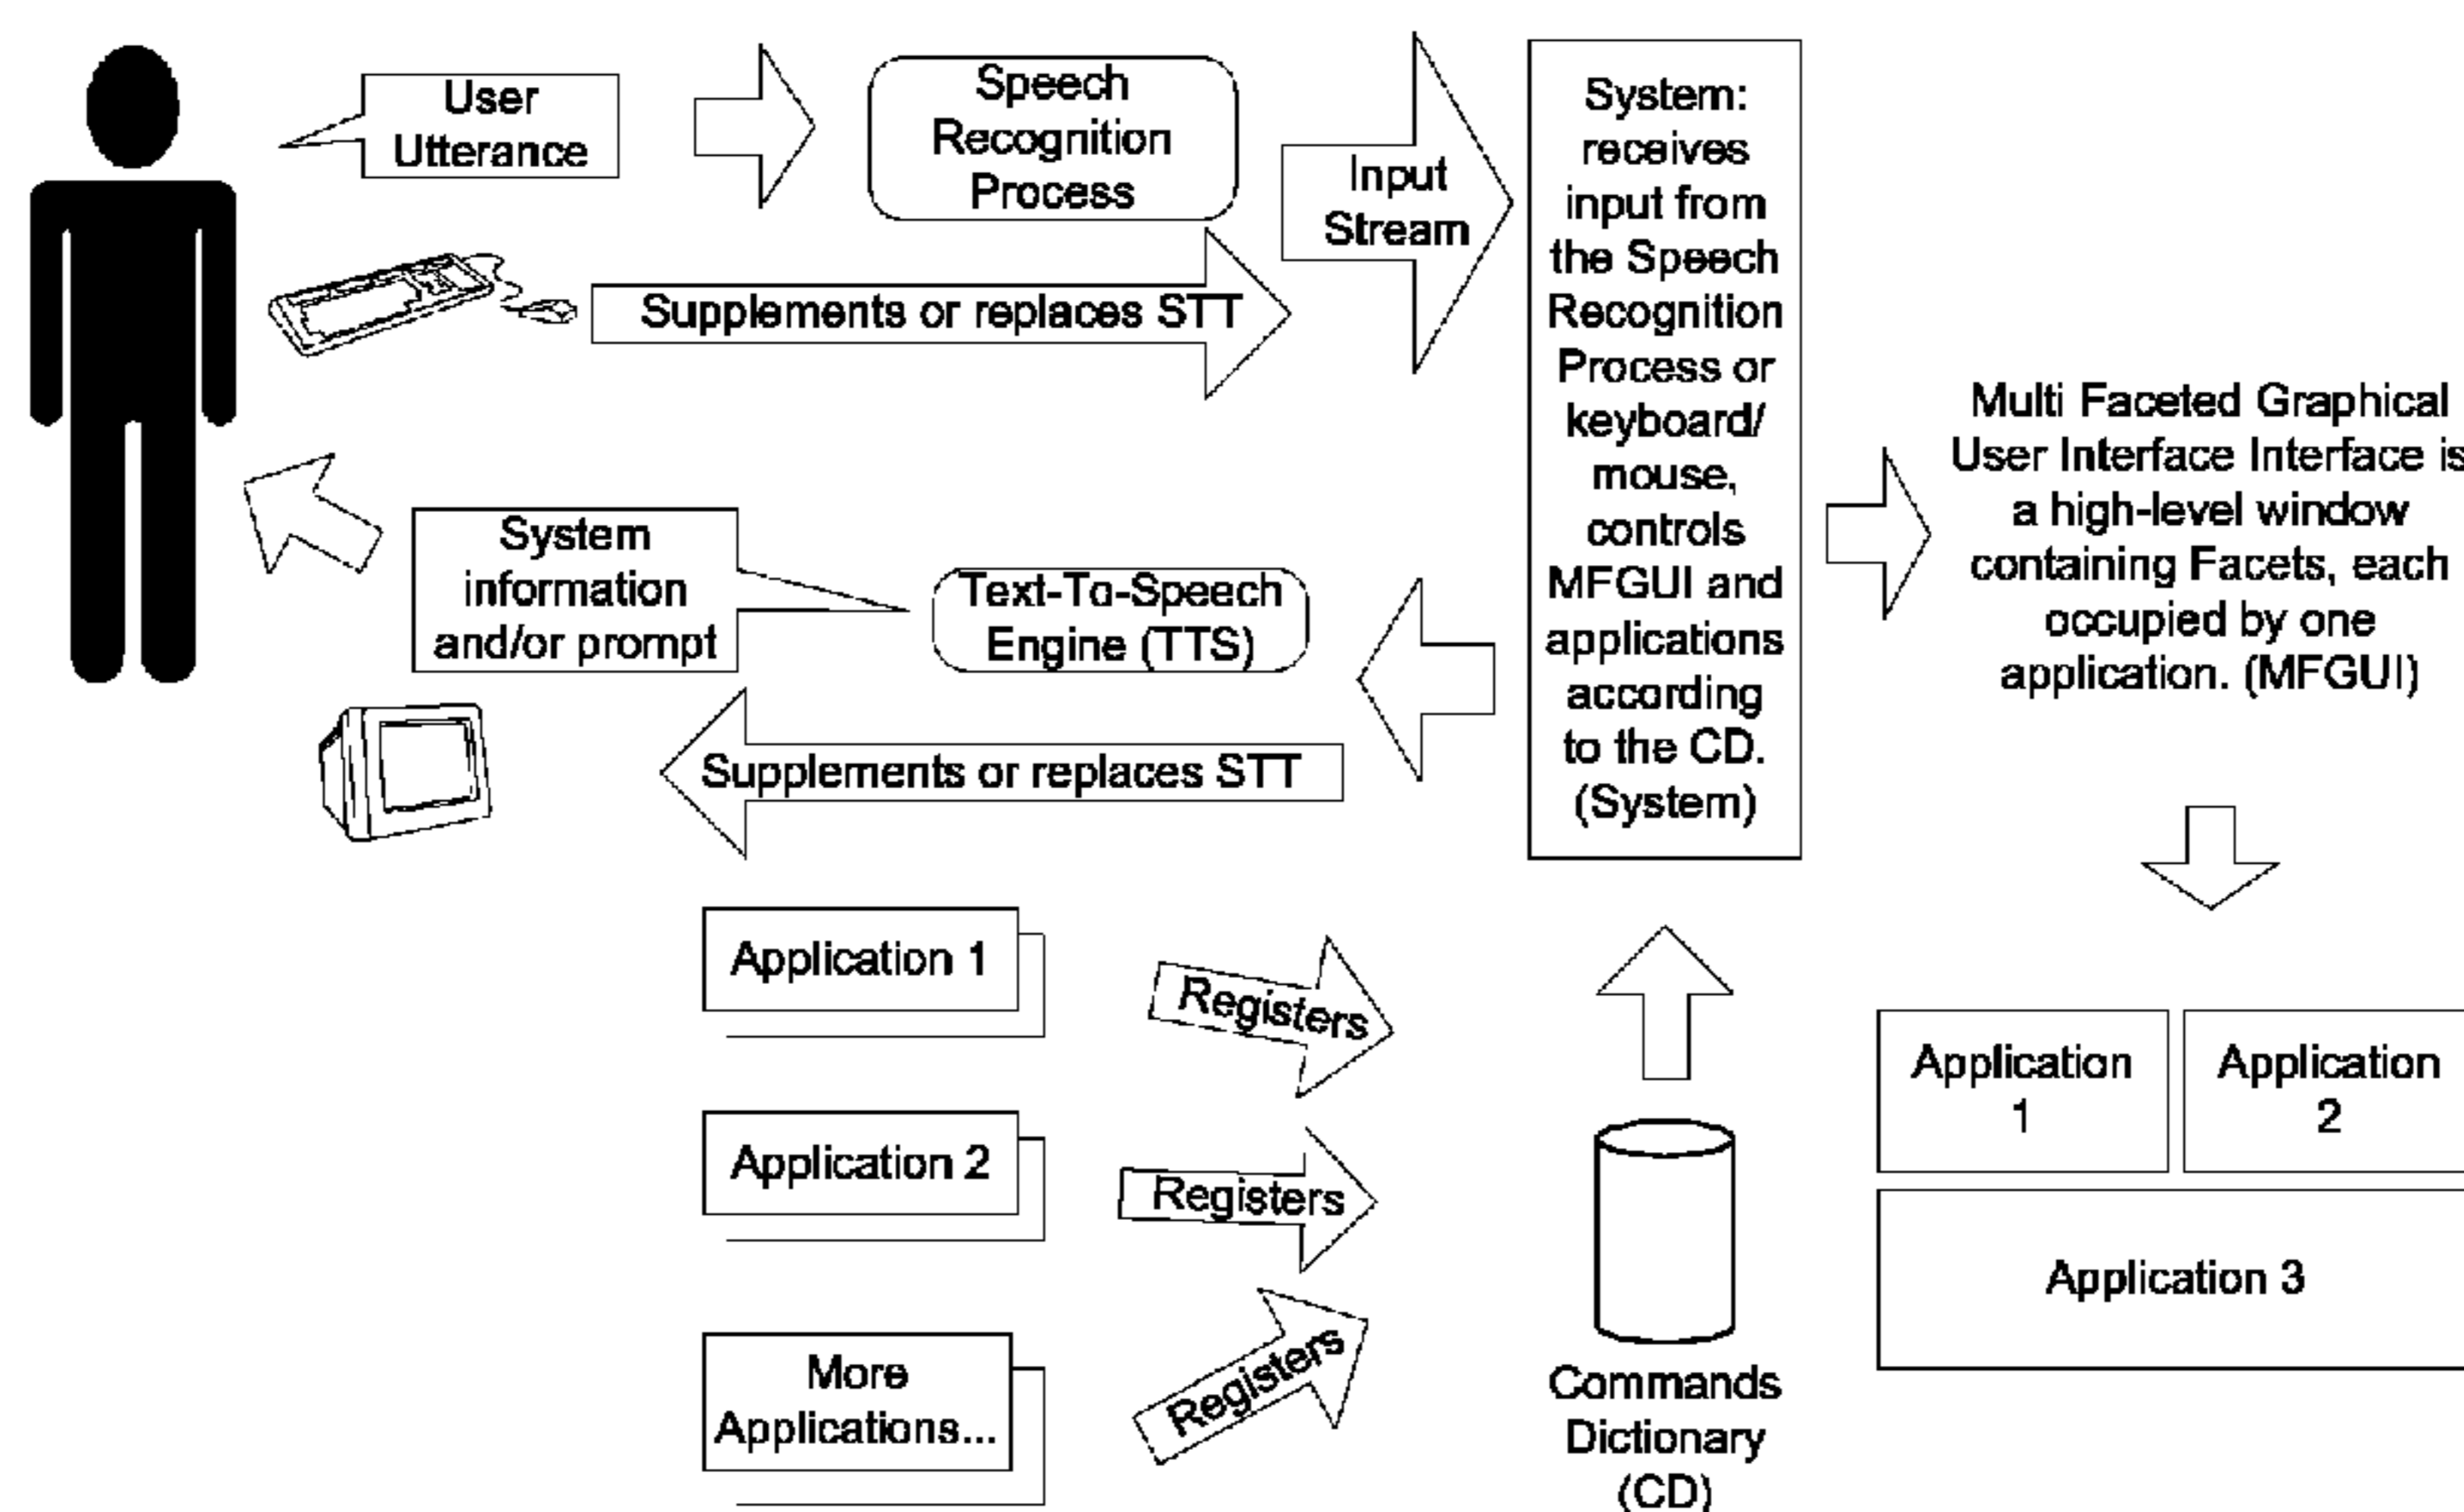 User
Utterance
Speech
Recognition
Process
Input
Stream
Supplements or replaces STT
System:
receives
input from
the Speech
Recognition
Process or
keyboard/
mouse,
controls
MFGUI and
applications
according
to the CD.
(System)
Multi Faceted Graphical
User Interface Interface is
a high-level window
containing Facets, each
occupied by one
application. (MFGUI)
System
information
and/or prompt
Text-To-Speech
Engine (TTS)
Supplements or replaces STT
Application 1
Registers
Application 2
Registers
More
Applications...
Registers
Commands
Dictionary
(CD)
Application
1
Application
2
Application 3